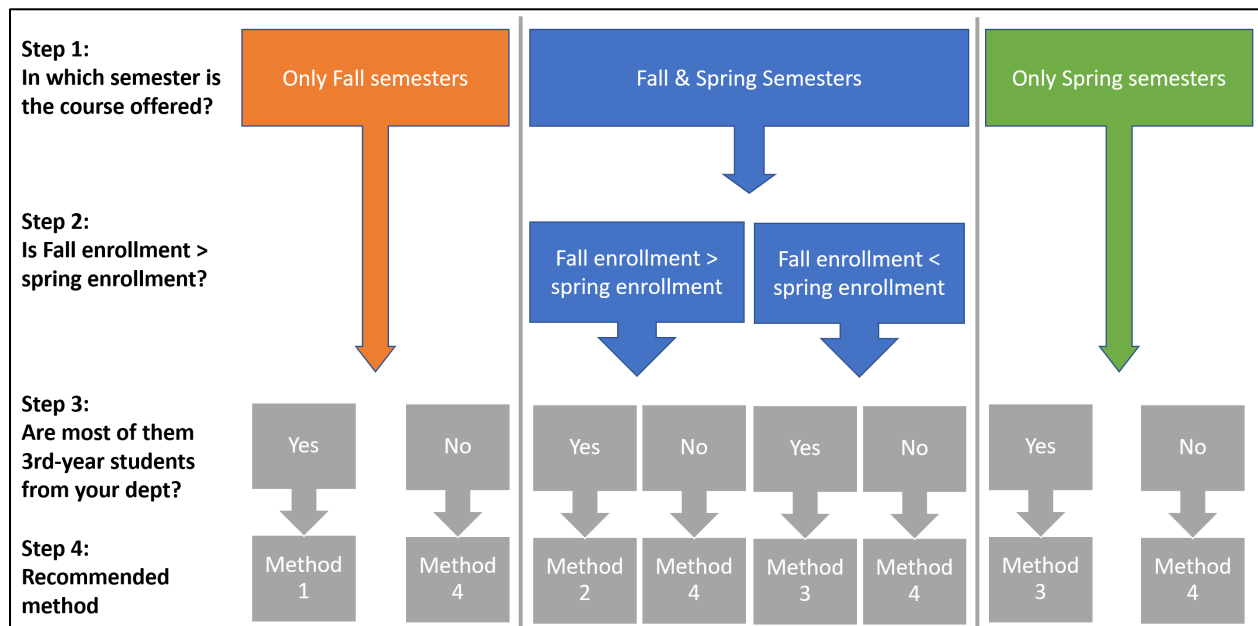 Step 1:
In which semester is
the course offered?
Only Fall semesters
Fall & Spring Semesters
Only Spring semesters
Step 2:
Is Fall enrollment >
spring enrollment?
Fall enrollment >
spring enrollment
Fall enrollment <
spring enrollment
Step 3:
Are most of them
3rd-year students
from your dept?
Yes
No
Yes
No
Yes
No
Yes
No
Step 4:
Recommended
method
Method
1
Method
4
Method
2
Method
4
Method
3
Method
4
Method
3
Method
4